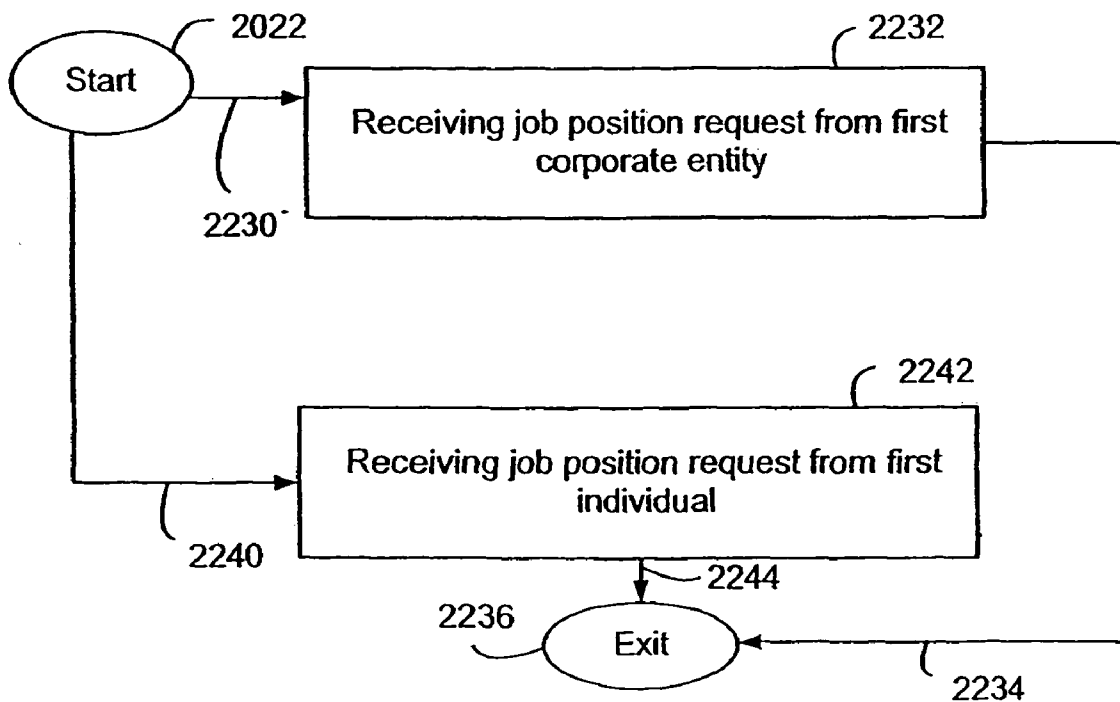 2022
Start
2232
Receiving job position request from first
corporate entity
2230
2242
Receiving job position request from first
individual
2240
2244
2236
Exit
2234